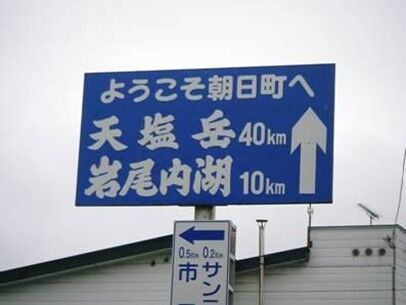 ようこそ朝日町へ
天塩岳 40km
岩尾内湖 10km
0.5Km 0.2Km
市 サン